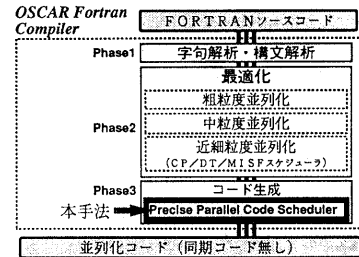 OSCAR Fortran
Compiler
FORTRANソースコード
Phase1
字句解析・構文解析
最適化
粗粒度並列化
Phase2
中粒度並列化
近細粒度並列化
(CP/DT/MISFスケジューラ)
Phase3
コード生成
本手法
Precise Parallel Code Scheduler
並列化コード (同期コード無し)